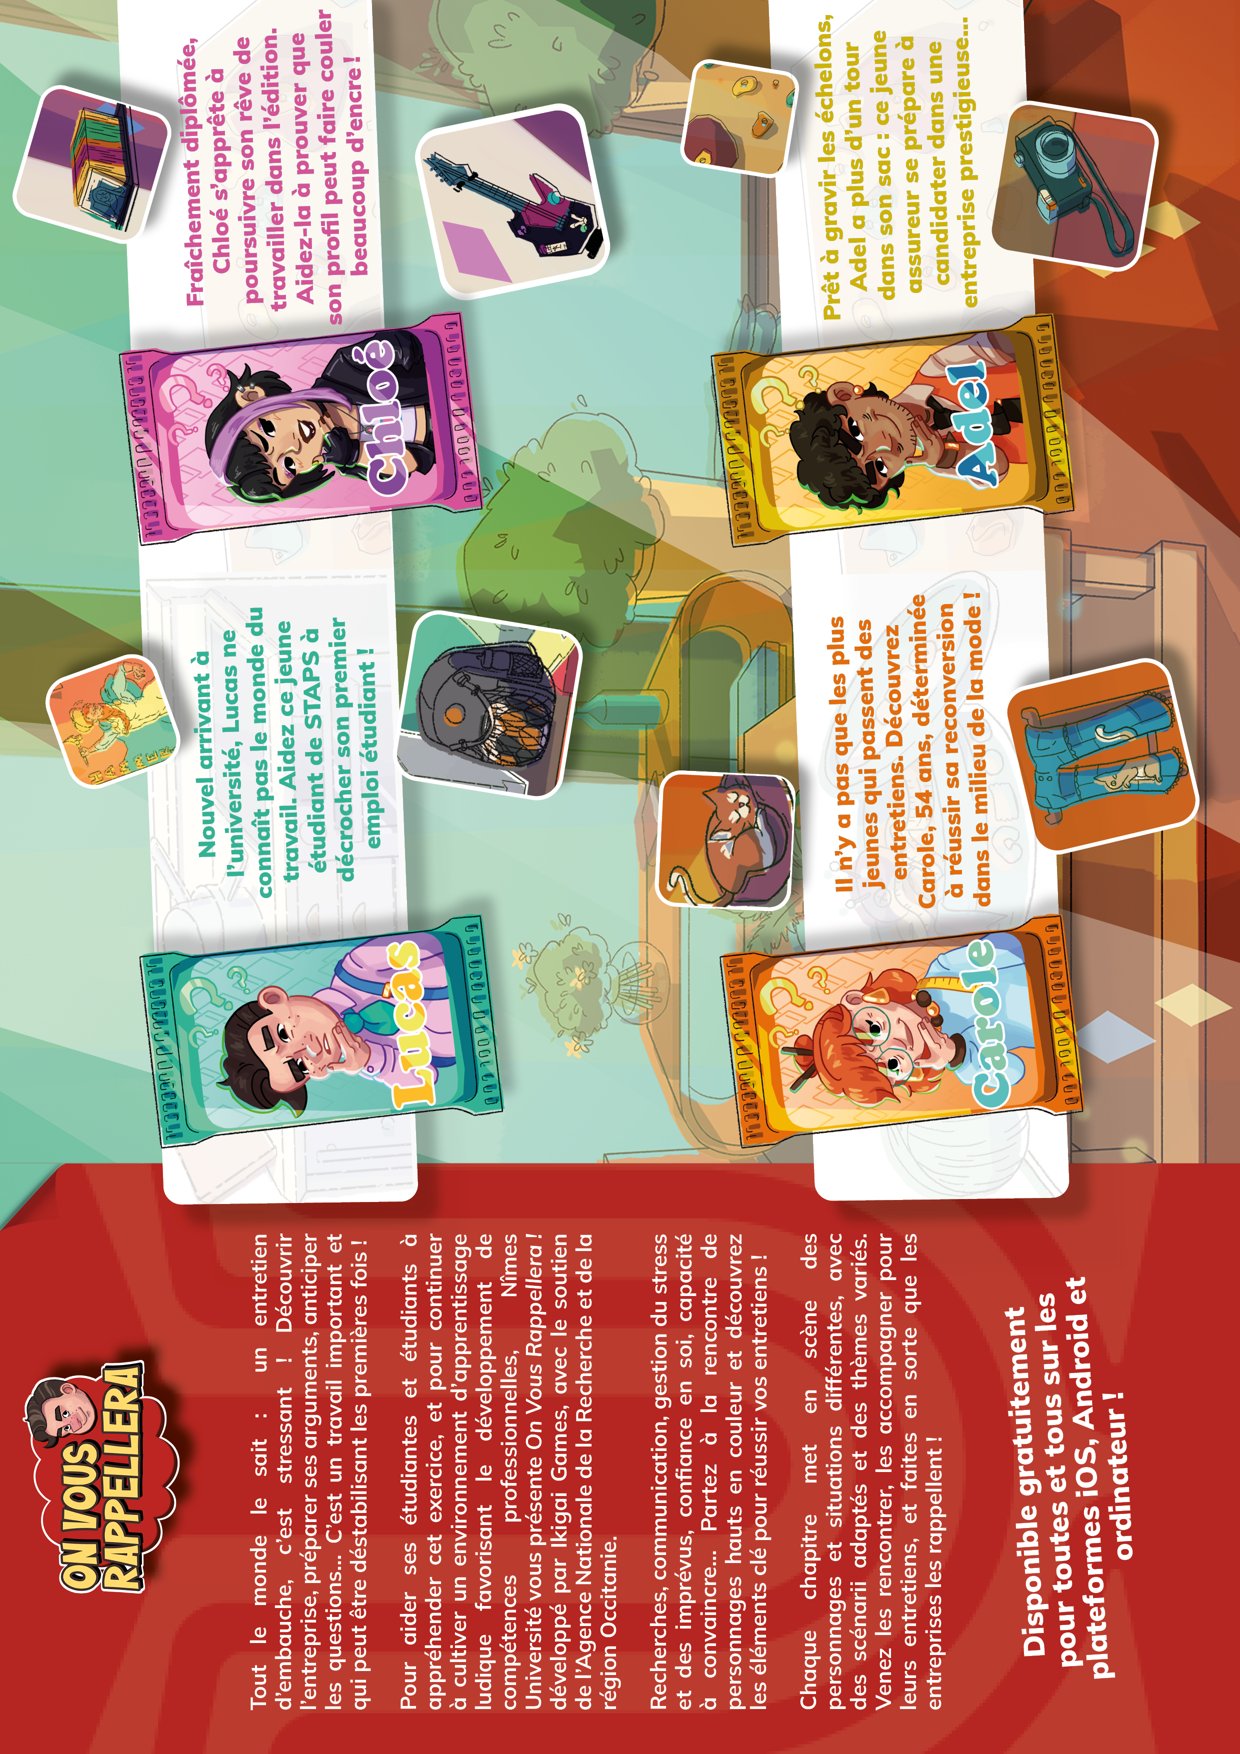 ON VOUS
RAPPELLERA
Tout le monde le sait : un entretien
d'embauche, c'est stressant ! Découvrir
l'entreprise, préparer ses arguments, anticiper
les questions... C'est un travail important et
qui peut être déstabilisant les premières fois !
Pour aider ses étudiantes et étudiants à
appréhender cet exercice, et pour continuer
à cultiver un environnement d'apprentissage
ludique favorisant le développement de
compétences professionnelles, Nîmes
Université vous présente On Vous Rappellera !
développé par Ikigai Games, avec le soutien
de l'Agence Nationale de la Recherche et de la
région Occitanie.
Recherches, communication, gestion du stress
et des imprévus, confiance en soi, capacité
à convaincre... Partez à la rencontre de
personnages hauts en couleur et découvrez
les éléments clé pour réussir vos entretiens !
Chaque chapitre met en scène des
personnages et situations différentes, avec
des scénarii adaptés et des thèmes variés.
Venez les rencontrer, les accompagner pour
leurs entretiens, et faites en sorte que les
entreprises les rappellent !
Disponible gratuitement
pour toutes et tous sur les
plateformes iOS, Android et
ordinateur !
Lucas
Nouvel arrivant à
l'université, Lucas ne
connaît pas le monde du
travail. Aidez ce jeune
étudiant de STAPS à
décrocher son premier
emploi étudiant !
Chloé
Fraîchement diplômée,
Chloé s'apprête à
poursuivre son rêve de
travailler dans l'édition.
Aidez-la à prouver que
son profil peut faire couler
beaucoup d'encre !
Carole
Il n'y a pas que les plus
jeunes qui passent des
entretiens. Découvrez
Carole, 54 ans, déterminée
à réussir sa reconversion
dans le milieu de la mode !
Adel
Prêt à gravir les échelons,
Adel a plus d'un tour
dans son sac : ce jeune
assureur se prépare à
candidater dans une
entreprise prestigieuse...